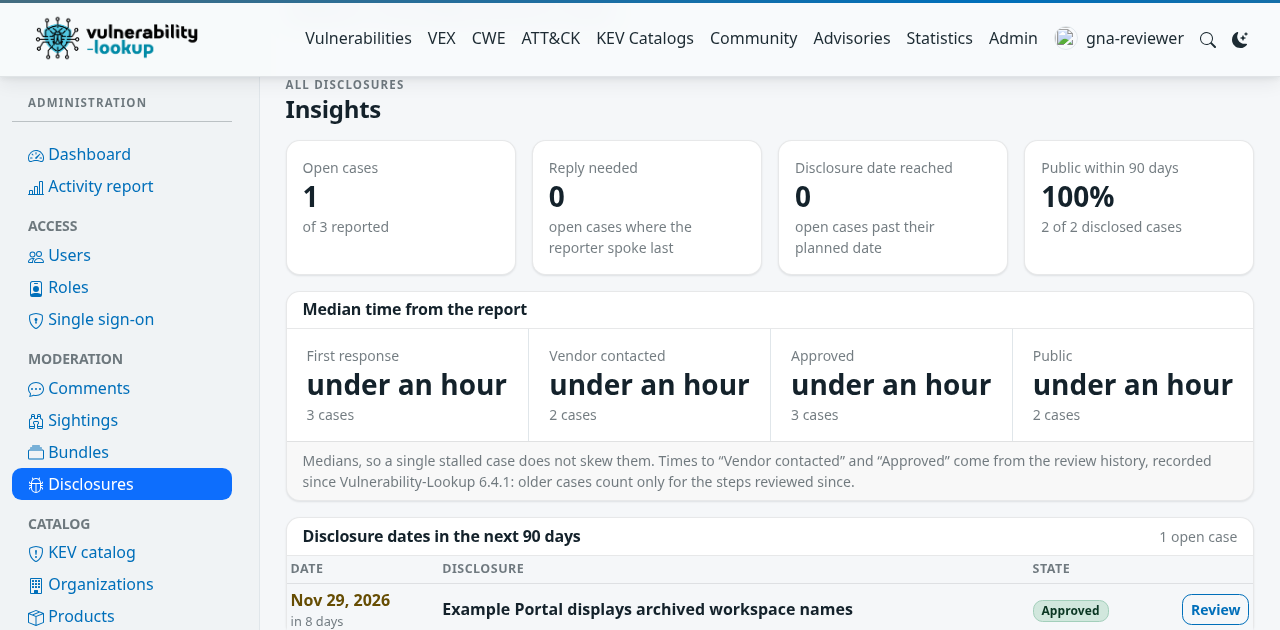 vulnerability
-lookup
Vulnerabilities VEX CWE ATT&CK KEV Catalogs Community Advisories Statistics Admin gna-reviewer
ADMINISTRATION
Dashboard
Activity report
ACCESS
Users
Roles
Single sign-on
MODERATION
Comments
Sightings
Bundles
Disclosures
CATALOG
KEV catalog
Organizations
Products
ALL DISCLOSURES
Insights
Open cases
1
of 3 reported
Reply needed
0
open cases where the
reporter spoke last
Disclosure date reached
0
open cases past their
planned date
Public within 90 days
100%
2 of 2 disclosed cases
Median time from the report
First response
under an hour
3 cases
Vendor contacted
under an hour
2 cases
Approved
under an hour
3 cases
Public
under an hour
2 cases
Medians, so a single stalled case does not skew them. Times to “Vendor contacted” and “Approved” come from the review history, recorded
since Vulnerability-Lookup 6.4.1: older cases count only for the steps reviewed since.
Disclosure dates in the next 90 days 1 open case
DATE DISCLOSURE STATE
Nov 29, 2026 Example Portal displays archived workspace names Approved Review
in 8 days